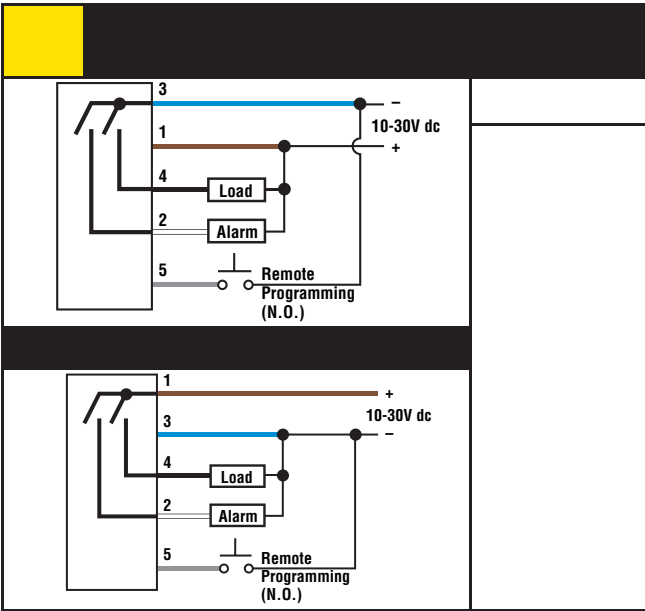 3
–
10-30V dc
1
+
4
Load
2
Alarm
5
Remote
Programming
(N.O.)
1
+
10-30V dc
3
–
4
Load
2
Alarm
5
Remote
Programming
(N.O.)